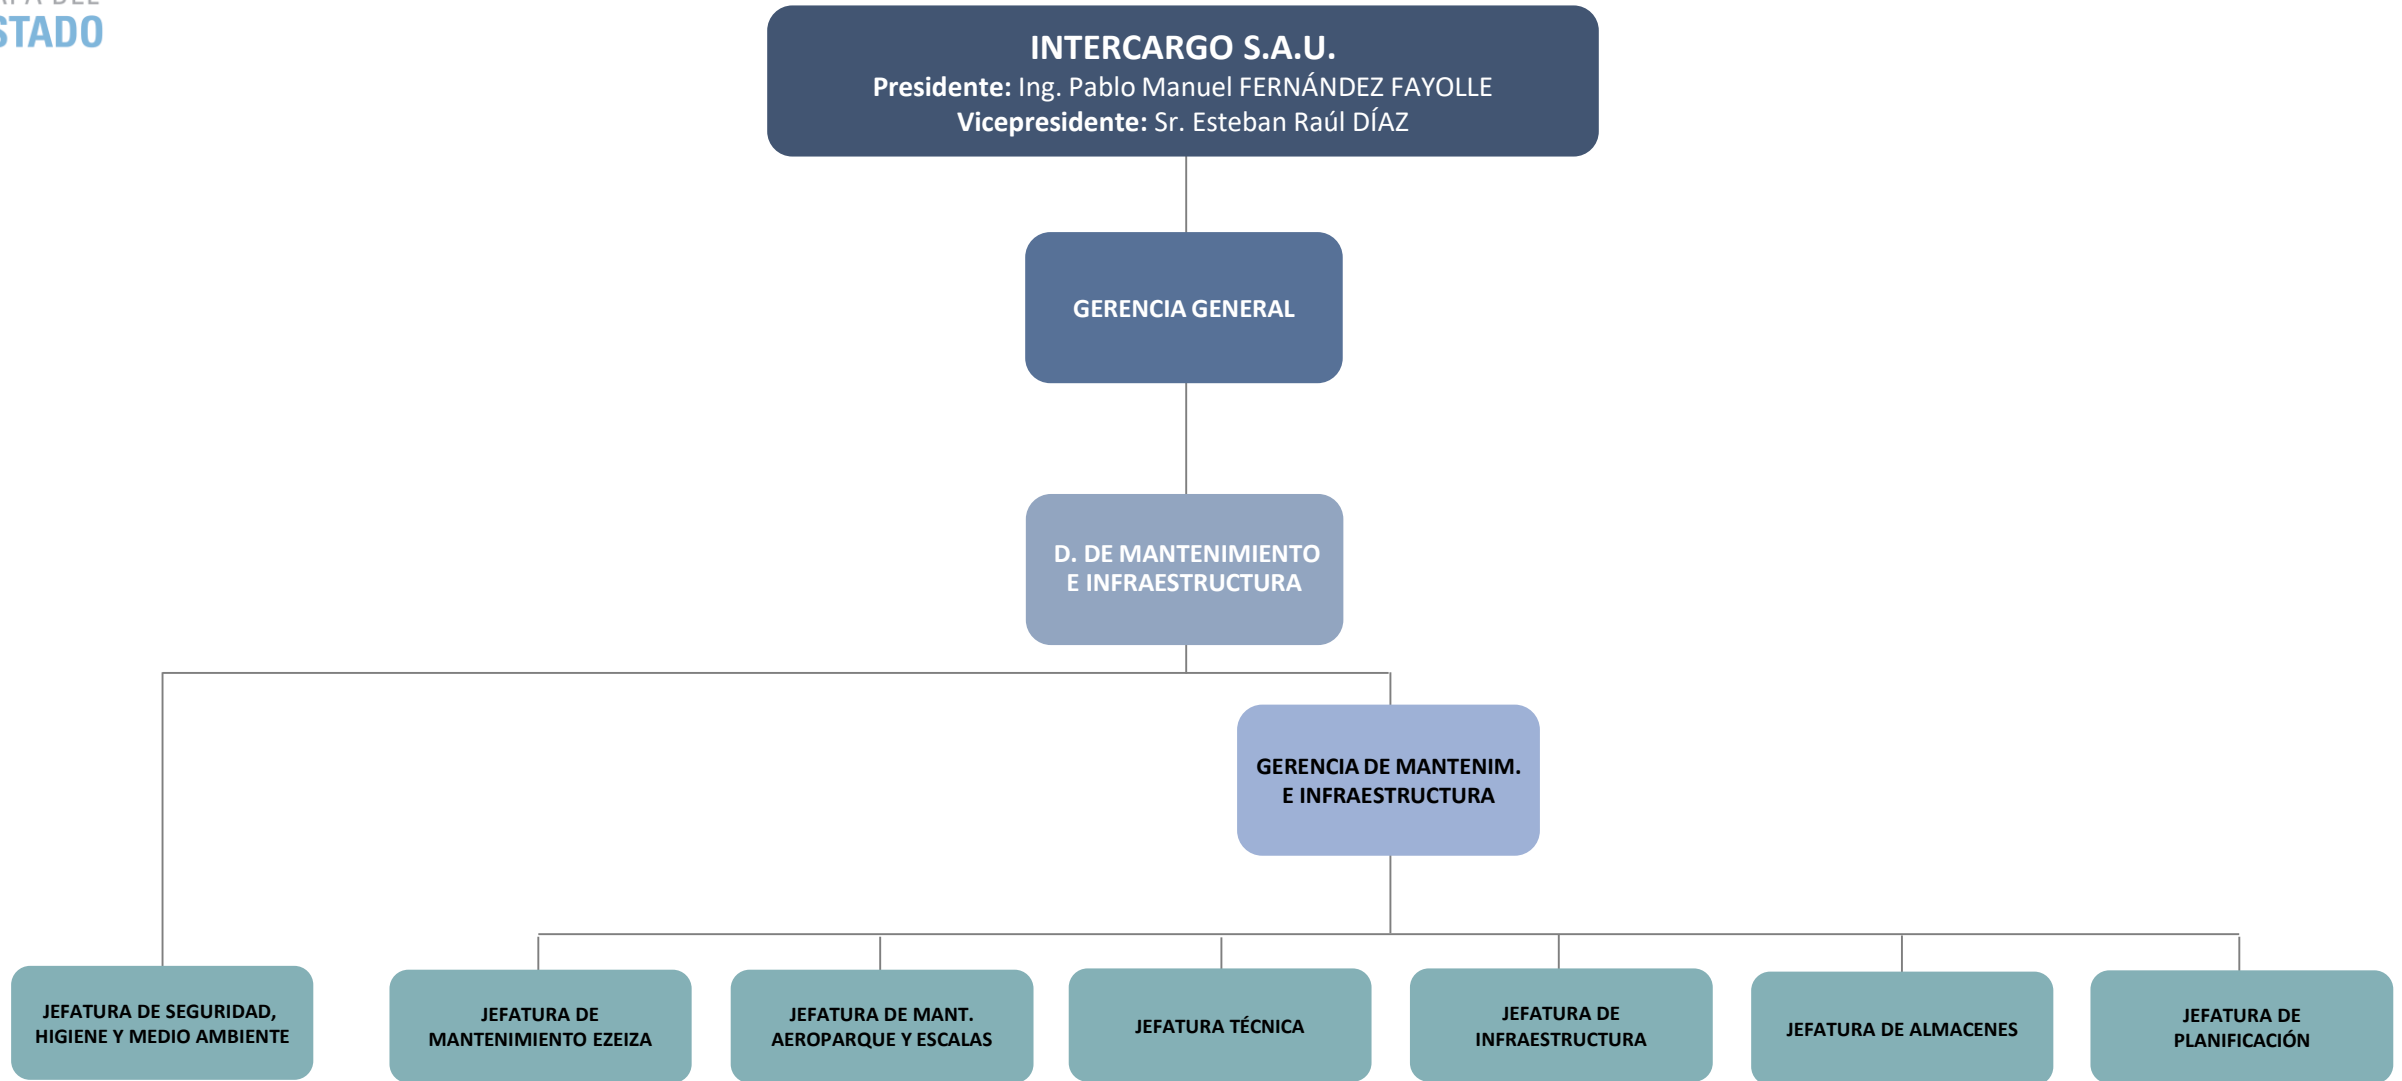 DEL
INTERCARGO S.A.U.
Presidente: Ing. Pablo Manuel FERNÁNDEZ FAYOLLE
Vicepresidente: Sr. Esteban Raúl DÍAZ
GERENCIA GENERAL
D. DE MANTENIMIENTO
E INFRAESTRUCTURA
GERENCIA DE MANTENIM.
E INFRAESTRUCTURA
JEFATURA DE SEGURIDAD,
HIGIENE Y MEDIO AMBIENTE
JEFATURA DE
MANTENIMIENTO EZEIZA
JEFATURA DE MANT.
AEROPARQUE Y ESCALAS
JEFATURA TÉCNICA
JEFATURA DE
INFRAESTRUCTURA
JEFATURA DE ALMACENES
JEFATURA DE
PLANIFICACIÓN